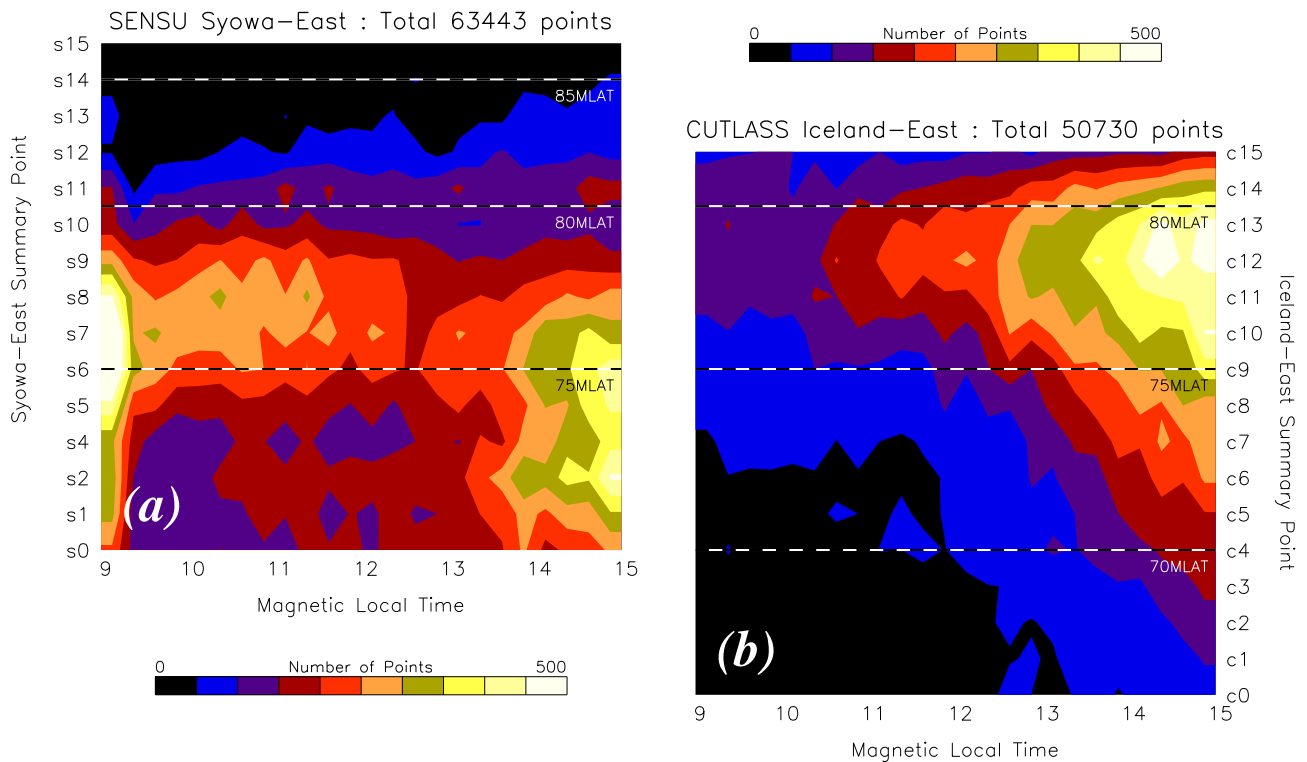 SENSU Syowa-East : Total 63443 points
s15
s14
s13
s12
s11
s10
s9
s8
s7
s6
s5
s4
s2
s1
s0
Syowa-East Summary Point
85MLAT
80MLAT
75MLAT
(a)
9 10 11 12 13 14 15
Magnetic Local Time
0 Number of Points 500
0 Number of Points 500
CUTLASS Iceland-East : Total 50730 points
c15
c14
c13
c12
c11
c10
c9
c8
c7
c6
c5
c4
c3
c2
c1
c0
Iceland-East Summary Point
80MLAT
75MLAT
70MLAT
(b)
9 10 11 12 13 14 15
Magnetic Local Time